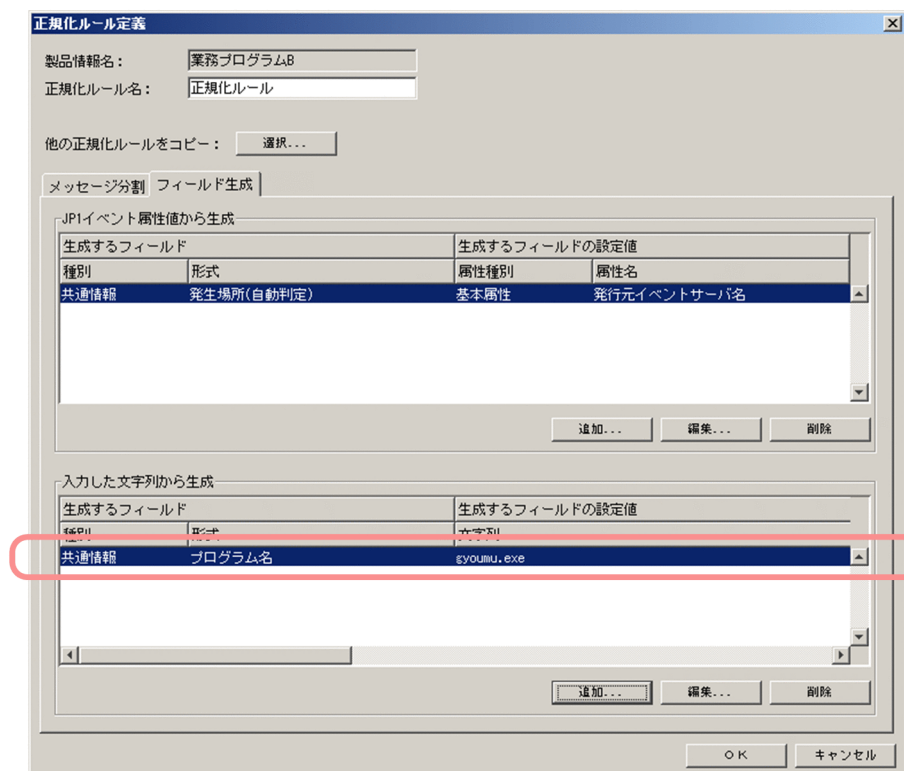 正規化ルール定義
製品情報名： 業務プログラムB
正規化ルール名： 正規化ルール
他の正規化ルールをコピー： 選択...
メッセージ分割 フィールド生成
JP1イベント属性値から生成
生成するフィールド 生成するフィールドの設定値
種別 形式 属性種別 属性名
共通情報 発生場所(自動判定) 基本属性 発行元イベントサーバ名
追加... 編集... 削除
入力した文字列から生成
生成するフィールド 生成するフィールドの設定値
種別 形式 文字列
共通情報 プログラム名 gyoumu.exe
追加... 編集... 削除
OK キャンセル